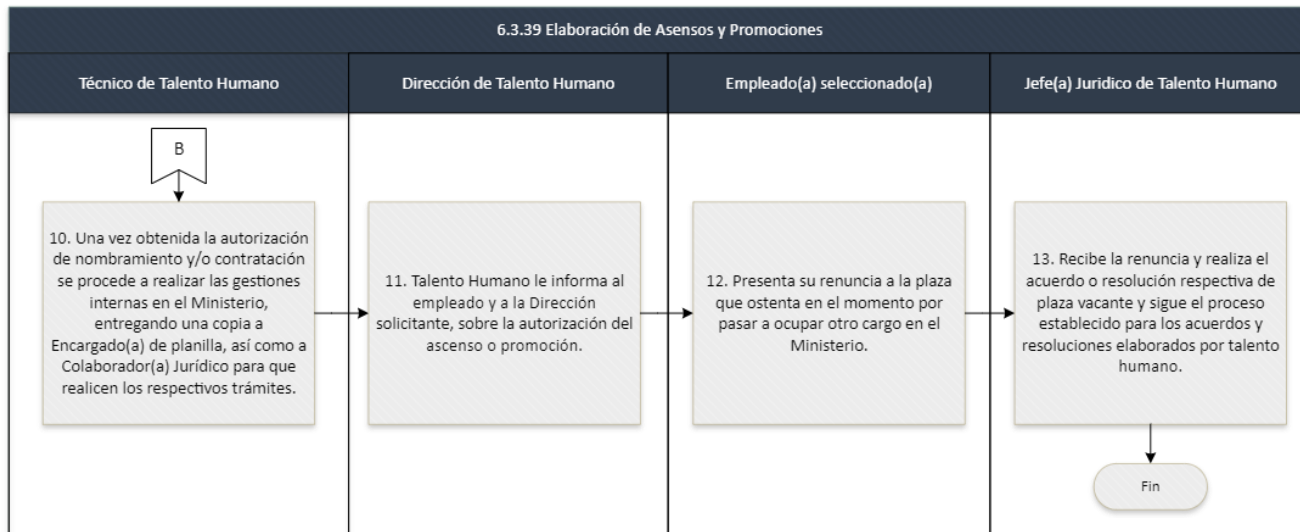 6.3.39 Elaboración de Asensos y Promociones
Técnico de Talento Humano
Dirección de Talento Humano
Empleado(a) seleccionado(a)
Jefe(a) Juridico de Talento Humano
B
10. Una vez obtenida la autorización
de nombramiento y/o contratación
se procede a realizar las gestiones
internas en el Ministerio,
entregando una copia a
Encargado(a) de planilla, así como a
Colaborador(a) Jurídico para que
realicen los respectivos trámites.
11. Talento Humano le informa al
empleado y a la Dirección
solicitante, sobre la autorización del
ascenso o promoción.
12. Presenta su renuncia a la plaza
que ostenta en el momento por
pasar a ocupar otro cargo en el
Ministerio.
13. Recibe la renuncia y realiza el
acuerdo o resolución respectiva de
plaza vacante y sigue el proceso
establecido para los acuerdos y
resoluciones elaborados por talento
humano.
Fin